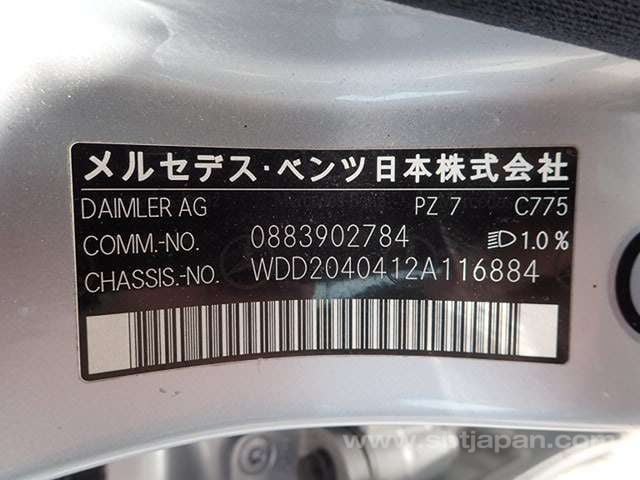 メルセデス・ベンツ日本株式会社
DAIMLER AG PZ 7 C775
COMM.-NO. 0883902784 1.0%
CHASSIS.-NO. WDD2040412A116884
www.sbtjapan.com